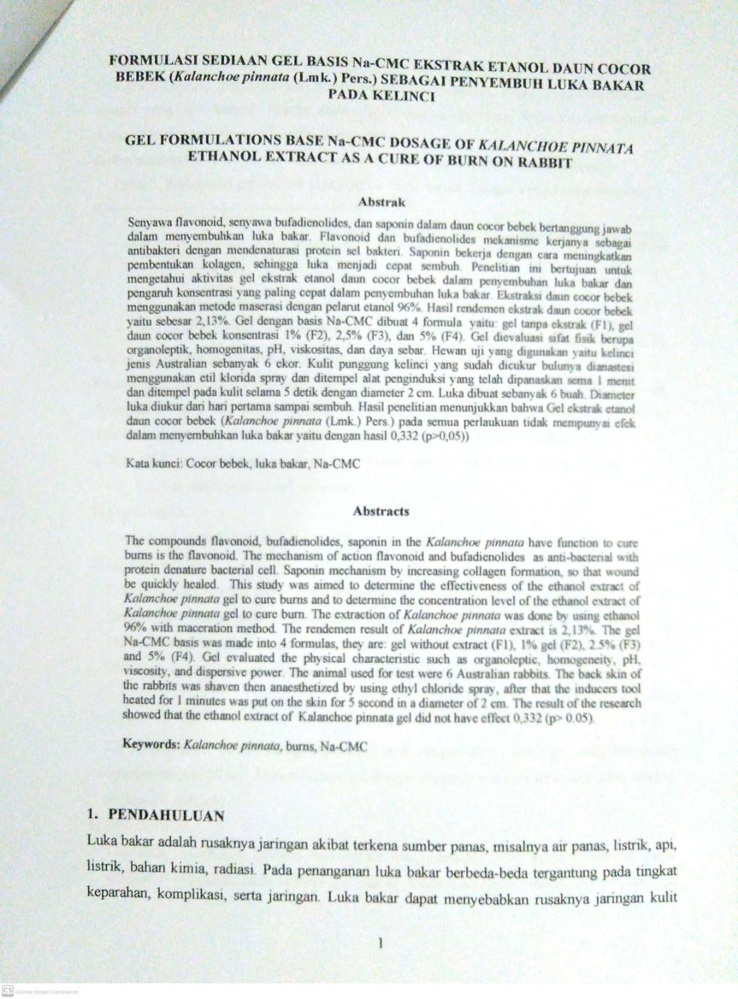 FORMULASI SEDIAAN GEL BASIS Na-CMC EKSTRAK ETANOL DAUN COCOR
BEBEK (Kalanchoe pinnata (Lmk.) Pers.) SEBAGAI PENYEMBUH LUKA BAKAR
PADA KELINCI
GEL FORMULATIONS BASE Na-CMC DOSAGE OF KALANCHOE PINNATA
ETHANOL EXTRACT AS A CURE OF BURN ON RABBIT
Abstrak
Senyawa flavonoid, senyawa bufadienolides, dan saponin dalam daun cocor bebek bertanggung jawab
dalam menyembuhkan luka bakar. Flavonoid dan bufadienolides mekanisme kerjanya sebagai
antibakteri dengan mendenaturasi protein sel bakteri. Saponin bekerja dengan cara meningkatkan
pembentukan kolagen, sehingga luka menjadi cepat sembuh. Penelitian ini bertujuan untuk
mengetahui aktivitas gel ekstrak etanol daun cocor bebek dalam penyembuhan luka bakar dan
pengaruh konsentrasi yang paling cepat dalam penyembuhan luka bakar. Ekstraksi daun cocor bebek
menggunakan metode maserasi dengan pelarut etanol 96%. Hasil rendemen ekstrak daun cocor bebek
yaitu sebesar 2,13%. Gel dengan basis Na-CMC dibuat 4 formula yaitu: gel tanpa ekstrak (F1), gel
daun cocor bebek konsentrasi 1% (F2), 2,5% (F3), dan 5% (F4). Gel dievaluasi sifat fisik berupa
organoleptik, homogenitas, pH, viskositas, dan daya sebar. Hewan uji yang digunakan yaitu kelinci
jenis Australian sebanyak 6 ekor. Kulit punggung kelinci yang sudah dicukur bulunya dianastesi
menggunakan etil klorida spray dan ditempel alat penginduksi yang telah dipanaskan sema 1 menit
dan ditempel pada kulit selama 5 detik dengan diameter 2 cm. Luka dibuat sebanyak 6 buah. Diameter
luka diukur dari hari pertama sampai sembuh. Hasil penelitian menunjukkan bahwa Gel ekstrak etanol
daun cocor bebek (Kalanchoe pinnata (Lmk.) Pers.) pada semua perlaukuan tidak mempunyai efek
dalam menyembuhkan luka bakar yaitu dengan hasil 0,332 (p>0,05))
Kata kunci: Cocor bebek, luka bakar, Na-CMC
Abstracts
The compounds flavonoid, bufadienolides, saponin in the Kalanchoe pinnata have function to cure
burns is the flavonoid. The mechanism of action flavonoid and bufadienolides as anti-bacterial with
protein denature bacterial cell. Saponin mechanism by increasing collagen formation, so that wound
be quickly healed. This study was aimed to determine the effectiveness of the ethanol extract of
Kalanchoe pinnata gel to cure burns and to determine the concentration level of the ethanol extract of
Kalanchoe pinnata gel to cure burn. The extraction of Kalanchoe pinnata was done by using ethanol
96% with maceration method. The rendemen result of Kalanchoe pinnata extract is 2,13%. The gel
Na-CMC basis was made into 4 formulas, they are: gel without extract (F1), 1% gel (F2), 2.5% (F3)
and 5% (F4). Gel evaluated the physical characteristic such as organoleptic, homogeneity, pH,
viscosity, and dispersive power. The animal used for test were 6 Australian rabbits. The back skin of
the rabbits was shaven then anaesthetized by using ethyl chloride spray, after that the inducers tool
heated for 1 minutes was put on the skin for 5 second in a diameter of 2 cm. The result of the research
showed that the ethanol extract of Kalanchoe pinnata gel did not have effect 0,332 (p> 0.05).
Keywords: Kalanchoe pinnata, burns, Na-CMC
1. PENDAHULUAN
Luka bakar adalah rusaknya jaringan akibat terkena sumber panas, misalnya air panas, listrik, api,
listrik, bahan kimia, radiasi. Pada penanganan luka bakar berbeda-beda tergantung pada tingkat
keparahan, komplikasi, serta jaringan. Luka bakar dapat menyebabkan rusaknya jaringan kulit
1
CS Dipindai dengan CamScanner